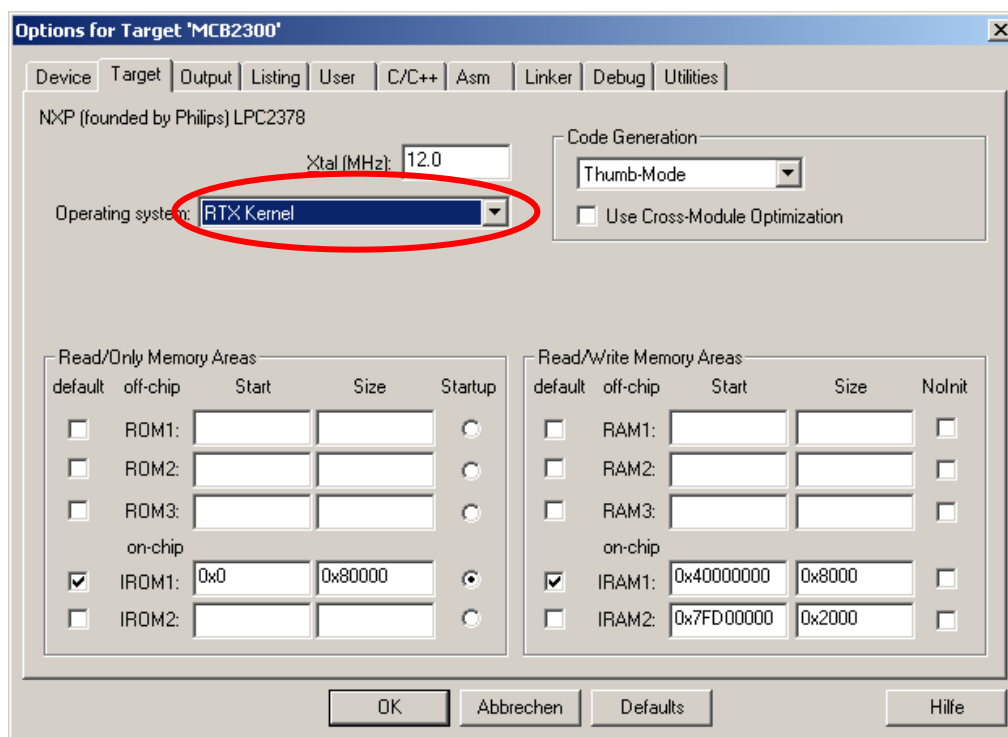 Options for Target 'MCB2300'
Device Target Output Listing User C/C++ Asm Linker Debug Utilities
NXP (founded by Philips) LPC2378
Xtal (MHz): 12.0
Operating system: RTX Kernel
Code Generation
Thumb-Mode
Use Cross-Module Optimization
Read/Only Memory Areas
default off-chip Start Size Startup
ROM1:
ROM2:
ROM3:
on-chip
IROM1: 0x0 0x80000
IROM2:
Read/Write Memory Areas
default off-chip Start Size NoInit
RAM1:
RAM2:
RAM3:
on-chip
IRAM1: 0x40000000 0x8000
IRAM2: 0x7FD00000 0x2000
OK Abbrechen Defaults Hilfe